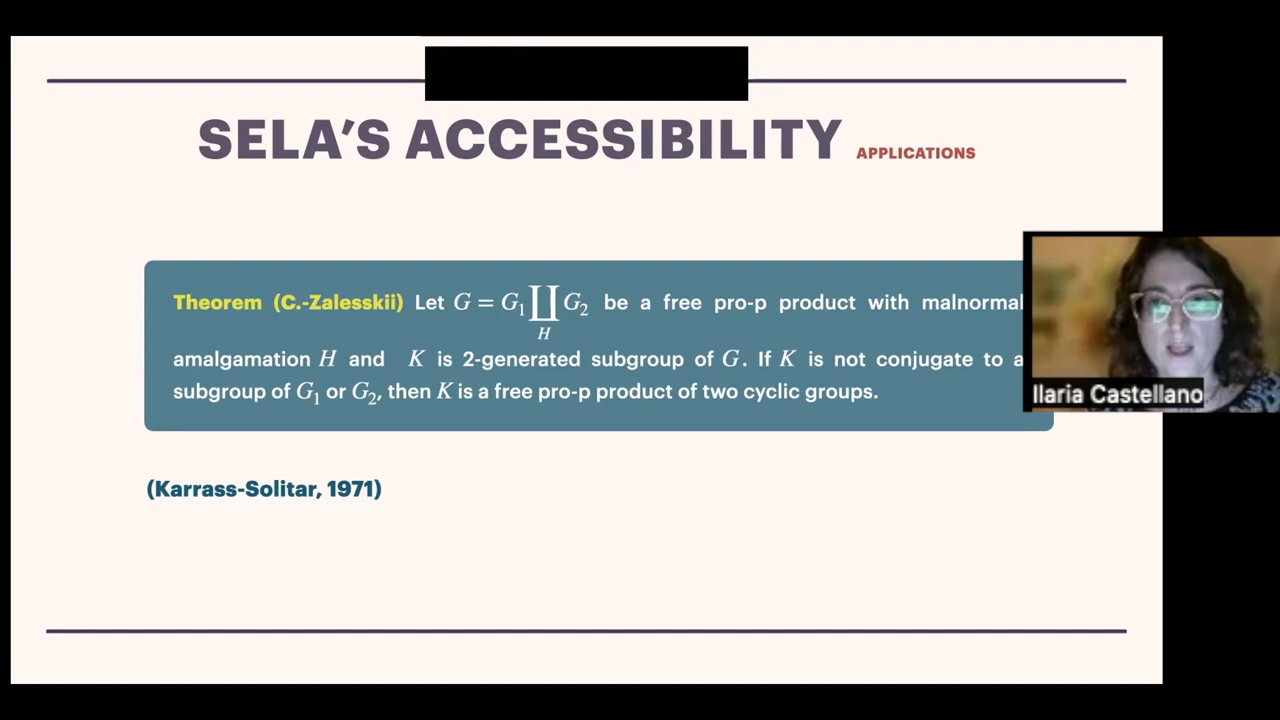 SELA’S ACCESSIBILITY APPLICATIONS
Theorem (C.-Zalesskii) Let G = G₁ ∐ G₂ be a free pro-p product with malnormal
H
amalgamation H and K is 2-generated subgroup of G. If K is not conjugate to a
subgroup of G₁ or G₂, then K is a free pro-p product of two cyclic groups.
Ilaria Castellano
(Karrass-Solitar, 1971)